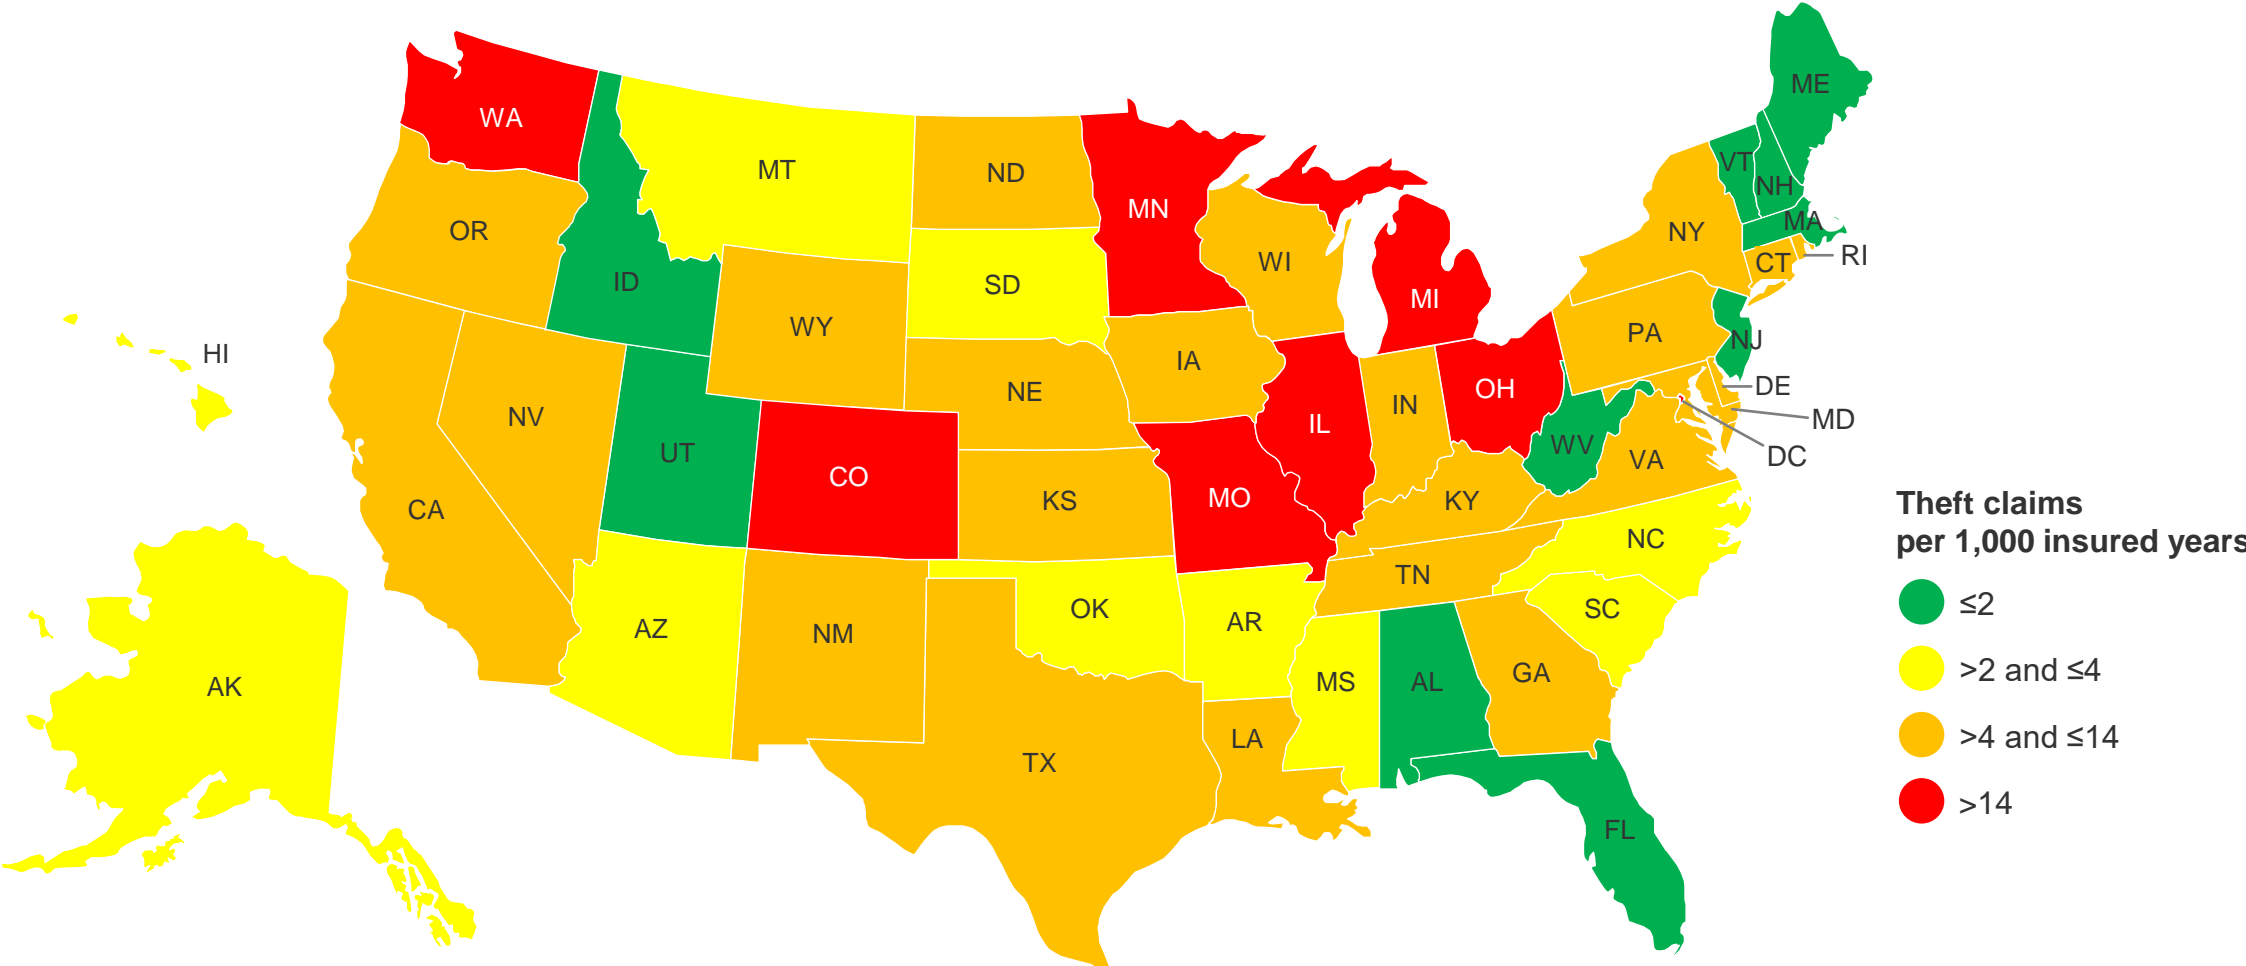 WA
MT
ND
MN
OR
ID
SD
WI
MI
NY
ME
VT
NH
MA
RI
CT
HI
WY
IA
NE
PA
NJ
DE
MD
DC
NV
UT
CO
KS
MO
IL
IN
OH
WV
VA
KY
CA
AZ
NM
OK
AR
TN
NC
SC
AK
TX
LA
MS
AL
GA
FL
Theft claims
per 1,000 insured years
≤2
>2 and ≤4
>4 and ≤14
>14